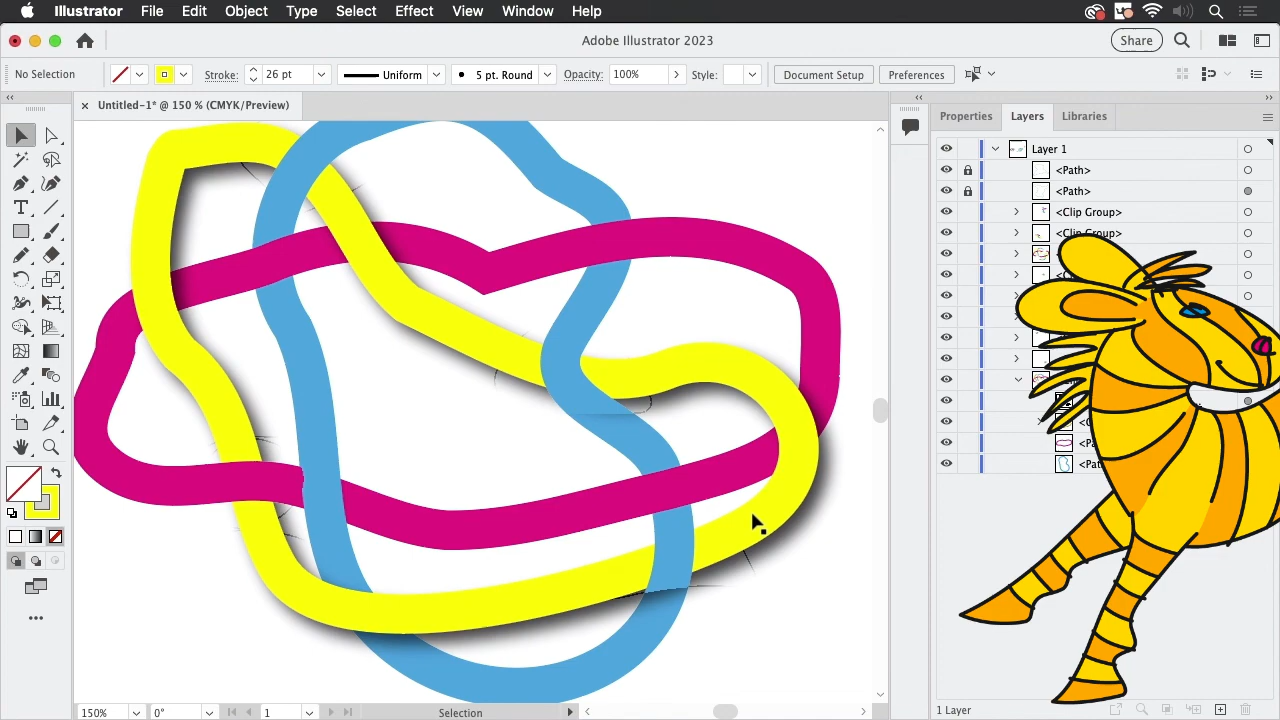 Illustrator File Edit Object Type Select Effect View Window Help
Adobe Illustrator 2023
Share
No Selection
Stroke:
26 pt
Uniform
5 pt. Round
Opacity:
100%
Style:
Document Setup
Preferences
Untitled-1* @ 150 % (CMYK/Preview)
Properties
Layers
Libraries
Layer 1
<Path>
<Path>
<Clip Group>
<Clip Group>
1 Layer
150%
0°
1
Selection